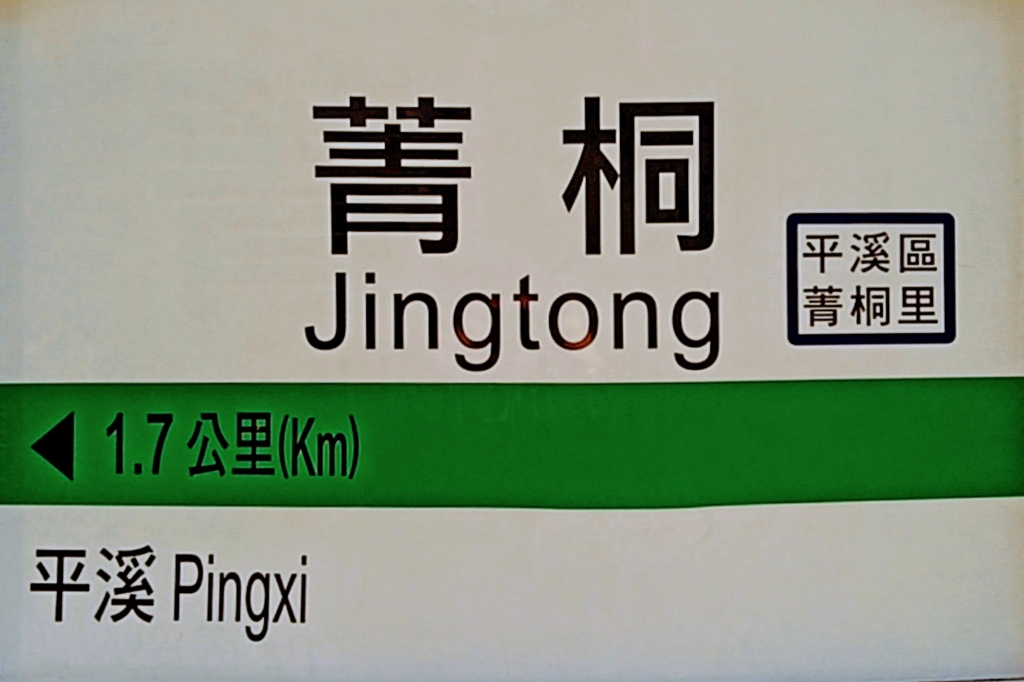 菁桐
Jingtong
平溪區
菁桐里
1.7 公里(Km)
平溪 Pingxi